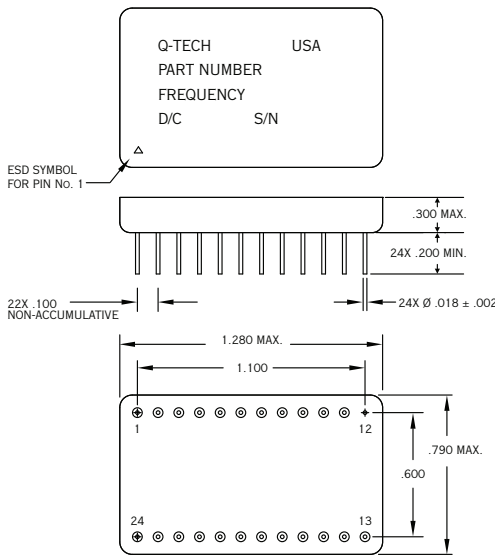 Q-TECH USA
PART NUMBER
FREQUENCY
D/C S/N
ESD SYMBOL
FOR PIN No. 1
.300 MAX.
24X .200 MIN.
22X .100
NON-ACCUMULATIVE
24X Ø .018 ± .002
1.280 MAX.
1.100
1
12
.790 MAX.
.600
24
13